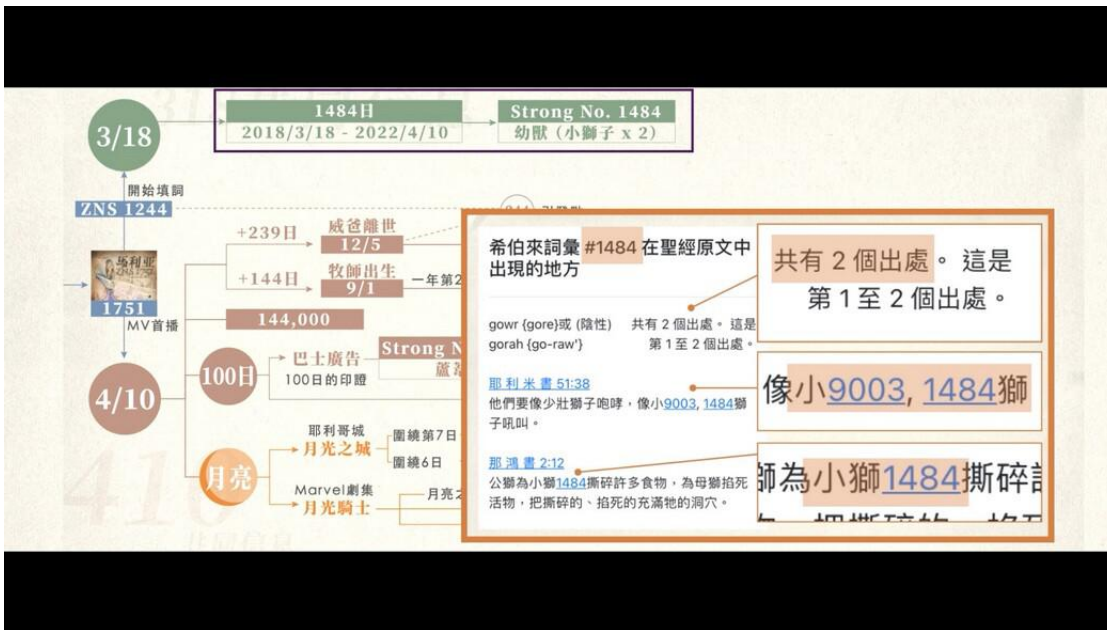 1484日
2018/3/18 - 2022/4/10
Strong No. 1484
幼獸（小獅子 x 2）
3/18
開始填詞
ZNS 1244
+239日
威爸離世
12/5
+144日
牧師出生
9/1
一年第2
馬利亞
1751
MV首播
144,000
100日
巴士廣告
100日的印證
Strong N
4/10
月亮
耶利哥城
月光之城
圍繞第7日
圍繞6日
Marvel劇集
月光騎士
月亮之
410
希伯來詞彙 #1484 在聖經原文中
出現的地方
gowr {gore}或 (陰性)
gorah {go-raw'}
共有 2 個出處。 這是
第 1 至 2 個出處。
耶 利 米 書 51:38
他們要像少壯獅子咆哮，像小9003, 1484獅
子吼叫。
那 鴻 書 2:12
公獅為小獅1484撕碎許多食物，為母獅掐死
活物，把撕碎的、掐死的充滿牠的洞穴。
共有 2 個出處。 這是
第 1 至 2 個出處。
像小9003, 1484獅
師為小獅1484撕碎